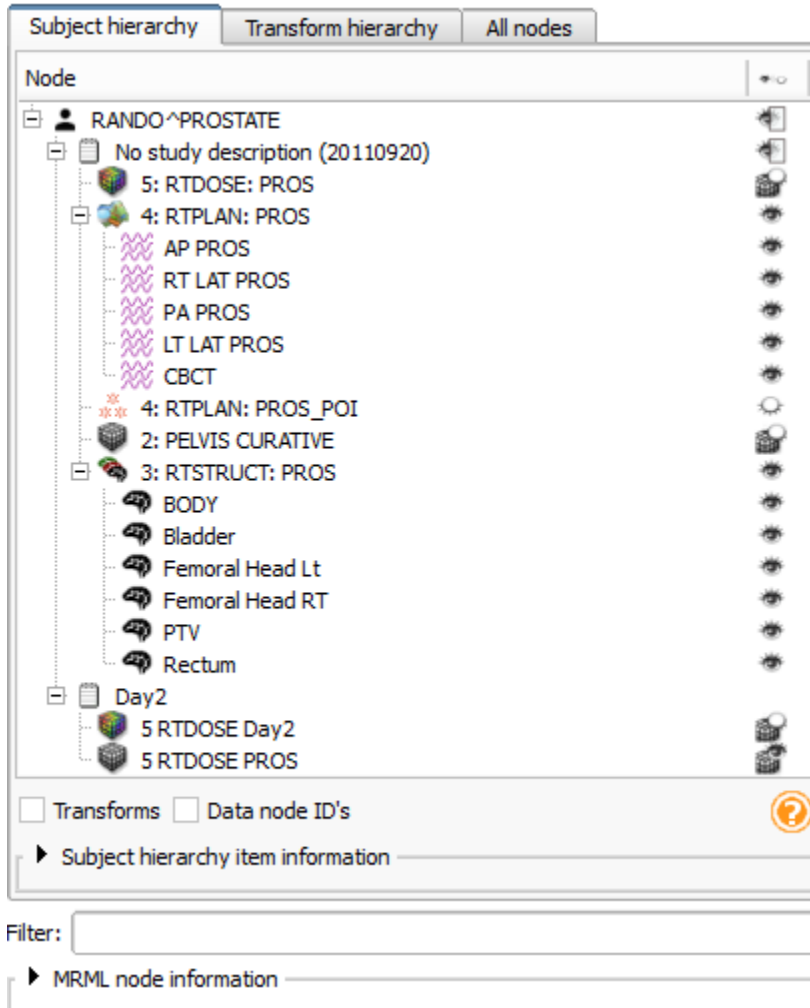 Subject hierarchy Transform hierarchy All nodes
Node
RANDO^PROSTATE
No study description (20110920)
5: RTDOSE: PROS
4: RTPLAN: PROS
AP PROS
RT LAT PROS
PA PROS
LT LAT PROS
CBCT
4: RTPLAN: PROS_POI
2: PELVIS CURATIVE
3: RTSTRUCT: PROS
BODY
Bladder
Femoral Head Lt
Femoral Head RT
PTV
Rectum
Day2
5 RTDOSE Day2
5 RTDOSE PROS
Transforms Data node ID's
Subject hierarchy item information
Filter:
MRML node information